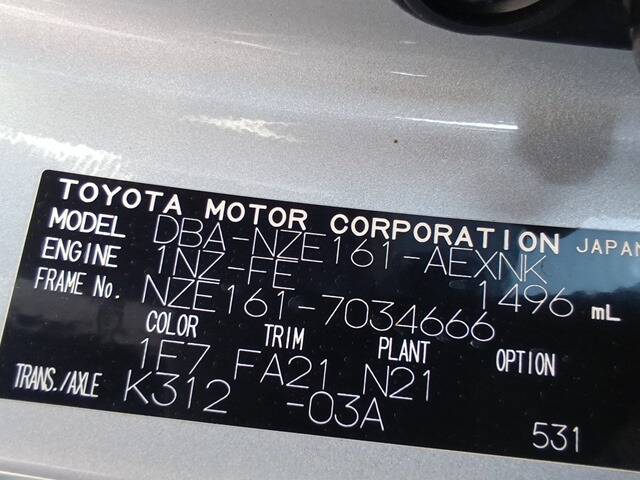 TOYOTA MOTOR CORPORATION JAPAN
MODEL DBA-NZE161-AEXNK
ENGINE 1NZ-FE 1496 mL
FRAME No. NZE161-7034666
COLOR TRIM PLANT OPTION
1F7 FA21 N21
TRANS./AXLE K312 -03A
531